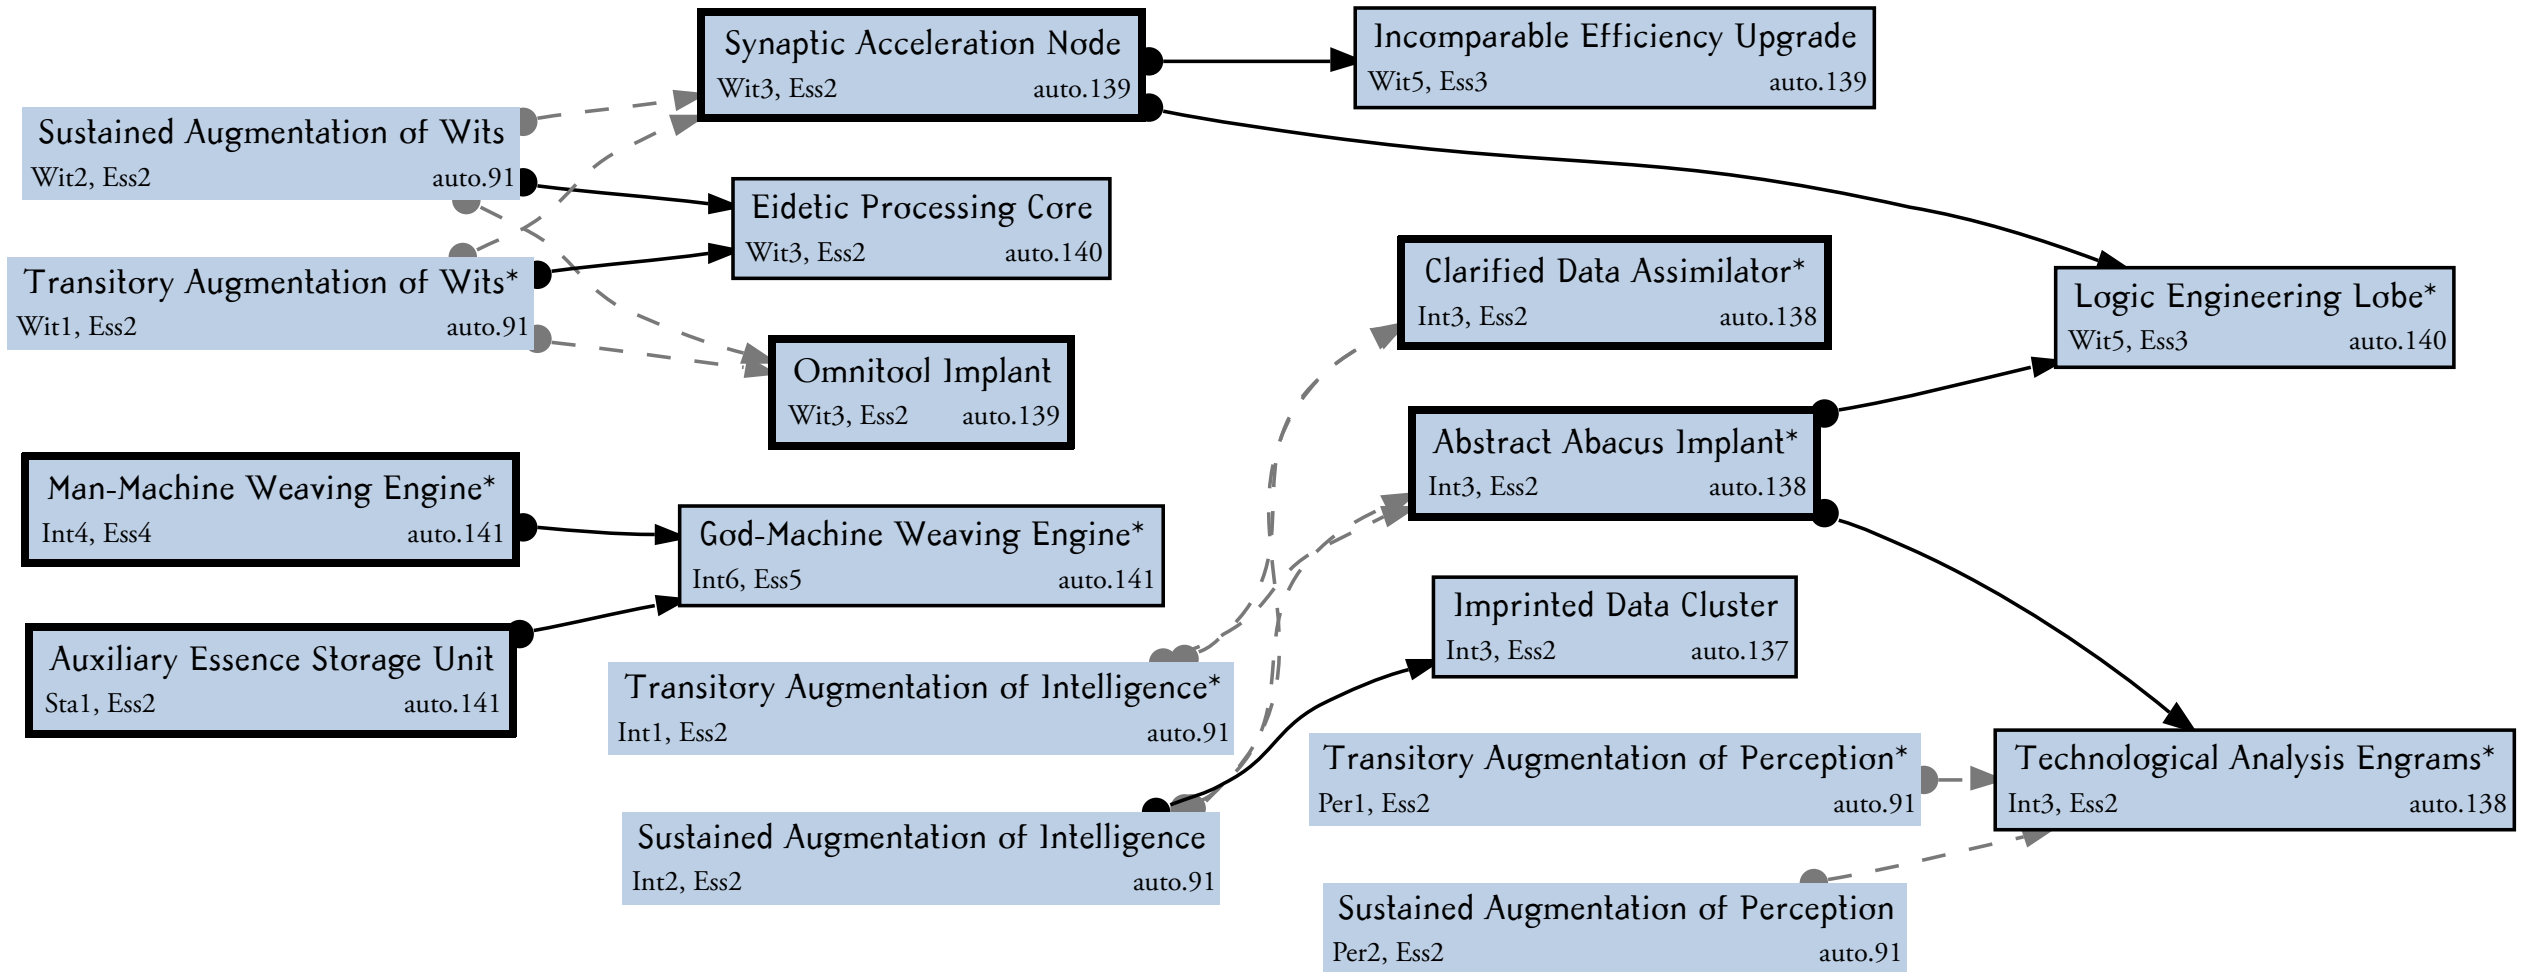 Synaptic Acceleration Node
Wit3, Ess2 auto.139
Incomparable Efficiency Upgrade
Wit5, Ess3 auto.139
Sustained Augmentation of Wits
Wit2, Ess2 auto.91
Eidetic Processing Core
Wit3, Ess2 auto.140
Transitory Augmentation of Wits*
Wit1, Ess2 auto.91
Clarified Data Assimilator*
Int3, Ess2 auto.138
Logic Engineering Lobe*
Wit5, Ess3 auto.140
Omnitool Implant
Wit3, Ess2 auto.139
Abstract Abacus Implant*
Int3, Ess2 auto.138
Man-Machine Weaving Engine*
Int4, Ess4 auto.141
God-Machine Weaving Engine*
Int6, Ess5 auto.141
Imprinted Data Cluster
Int3, Ess2 auto.137
Auxiliary Essence Storage Unit
Sta1, Ess2 auto.141
Transitory Augmentation of Intelligence*
Int1, Ess2 auto.91
Transitory Augmentation of Perception*
Per1, Ess2 auto.91
Technological Analysis Engrams*
Int3, Ess2 auto.138
Sustained Augmentation of Intelligence
Int2, Ess2 auto.91
Sustained Augmentation of Perception
Per2, Ess2 auto.91